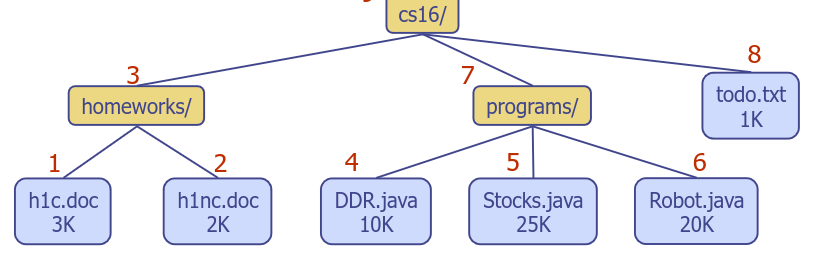 cs16/
8
3
7
homeworks/
programs/
todo.txt
1K
1
2
4
5
6
h1c.doc
3K
h1nc.doc
2K
DDR.java
10K
Stocks.java
25K
Robot.java
20K